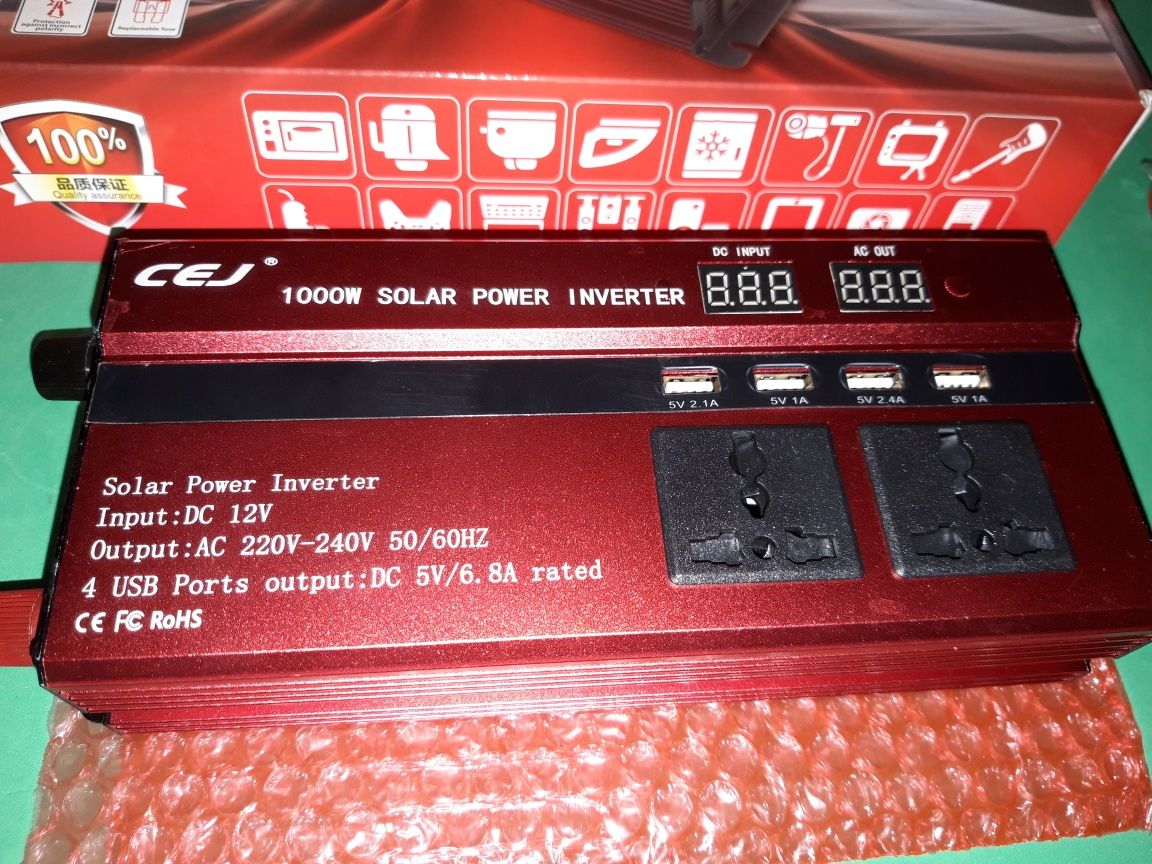 Protection
against incorrect
polarity
Replaceable fuse
100%
品质保证
Quality assurance
CEJ ®
1000W SOLAR POWER INVERTER
DC INPUT
AC OUT
8.8.8.
8.8.8.
5V 2.1A
5V 1A
5V 2.4A
5V 1A
Solar Power Inverter
Input:DC 12V
Output:AC 220V-240V 50/60HZ
4 USB Ports output:DC 5V/6.8A rated
CE FC RoHS